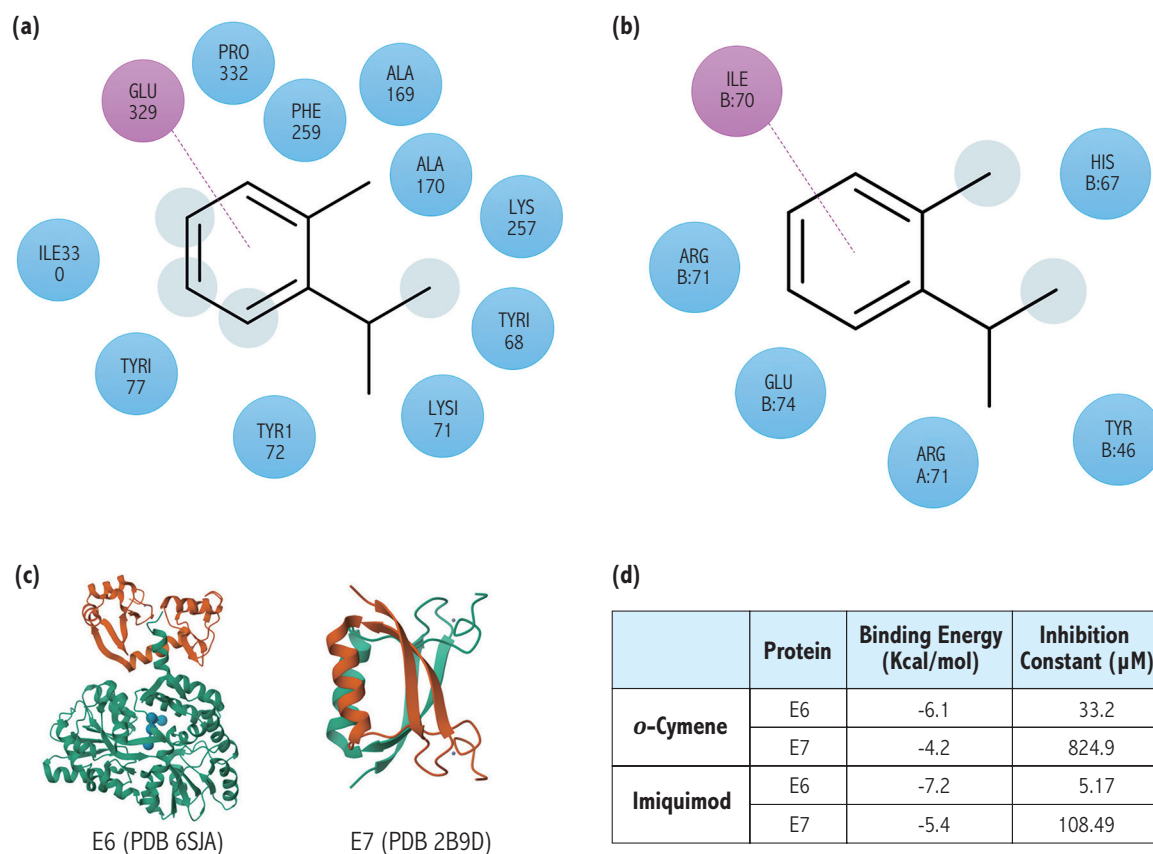 (a)
PRO
332
GLU
329
PHE
259
ALA
169
ALA
170
LYS
257
ILE33
0
TYRI
68
TYRI
77
LYSI
71
TYR1
72
(b)
ILE
B:70
HIS
B:67
ARG
B:71
GLU
B:74
ARG
A:71
TYR
B:46
(c)
E6 (PDB 6SJA)
E7 (PDB 2B9D)
(d)
Protein
Binding Energy
(Kcal/mol)
Inhibition
Constant (µM)
o-Cymene
E6 -6.1 33.2
E7 -4.2 824.9
Imiquimod
E6 -7.2 5.17
E7 -5.4 108.49